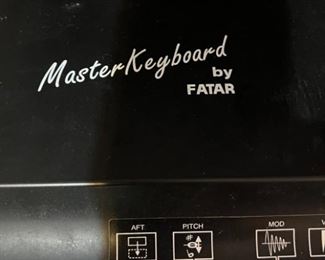 MasterKeyboard
by
FATAR
AFT PITCH MOD